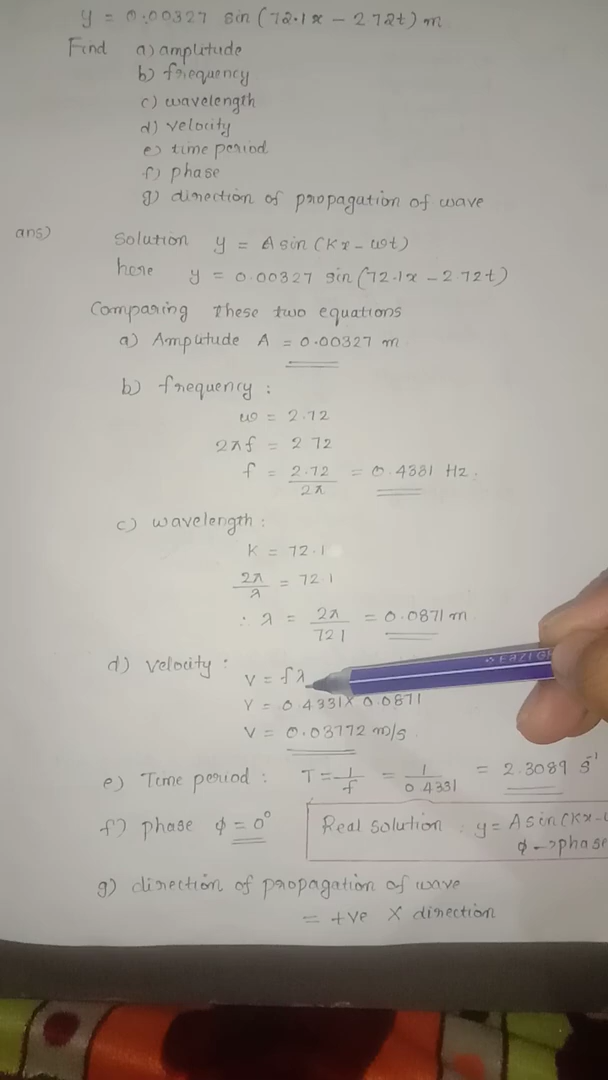 y = 0.00327 sin (72.1x - 2.72t) m
Find a) amplitude
b) frequency
c) wavelength
d) velocity
e) time period
f) phase
g) direction of propagation of wave
ans) Solution y = A sin (Kx - ωt)
here y = 0.00327 sin (72.1x - 2.72t)
Comparing these two equations
a) Amplitude A = 0.00327 m
b) frequency :
ω = 2.72
2πf = 2.72
f = 2.72 / 2π = 0.4331 Hz.
c) wavelength :
K = 72.1
2π / λ = 72.1
∴ λ = 2π / 72.1 = 0.0871 m
d) velocity : V = fλ
V = 0.4331 x 0.0871
V = 0.03772 m/s
e) Time period : T = 1/f = 1 / 0.4331 = 2.3089 s⁻¹
f) phase φ = 0°
Real solution : y = A sin (Kx -
φ → phase
g) direction of propagation of wave
= +ve X direction